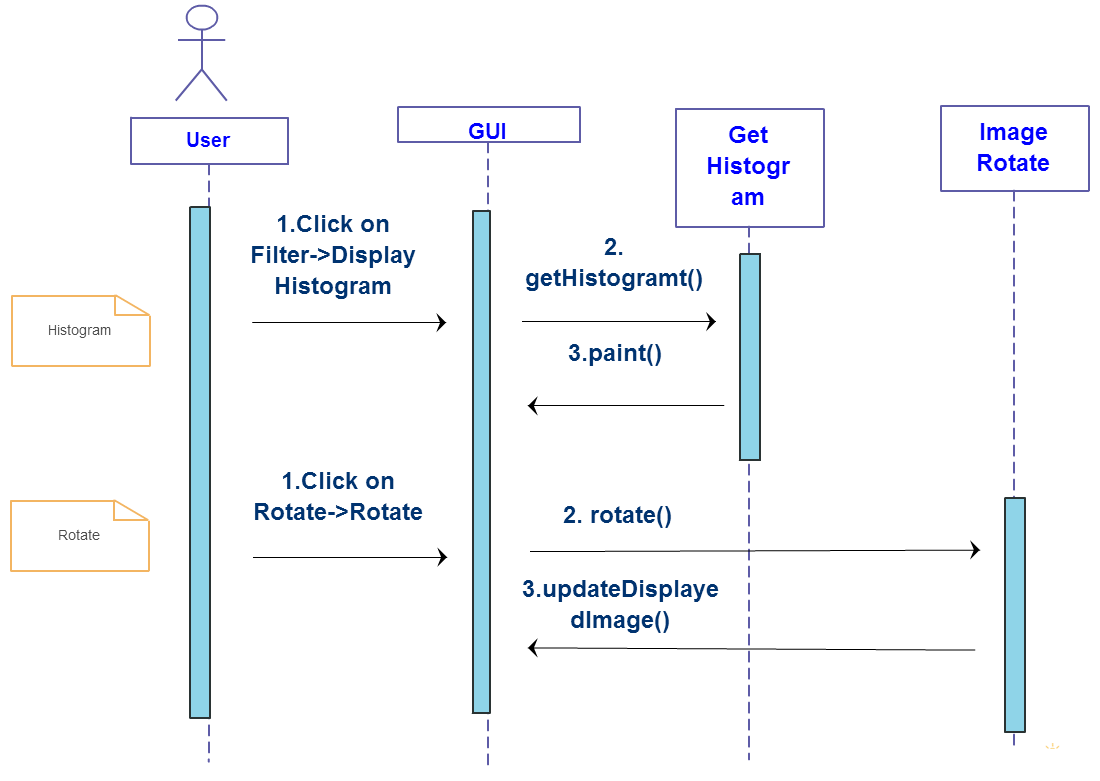 User
GUI
Get
Histogr
am
Image
Rotate
1.Click on
Filter->Display
Histogram
2.
getHistogramt()
Histogram
3.paint()
1.Click on
Rotate->Rotate
2. rotate()
Rotate
3.updateDisplaye
dImage()